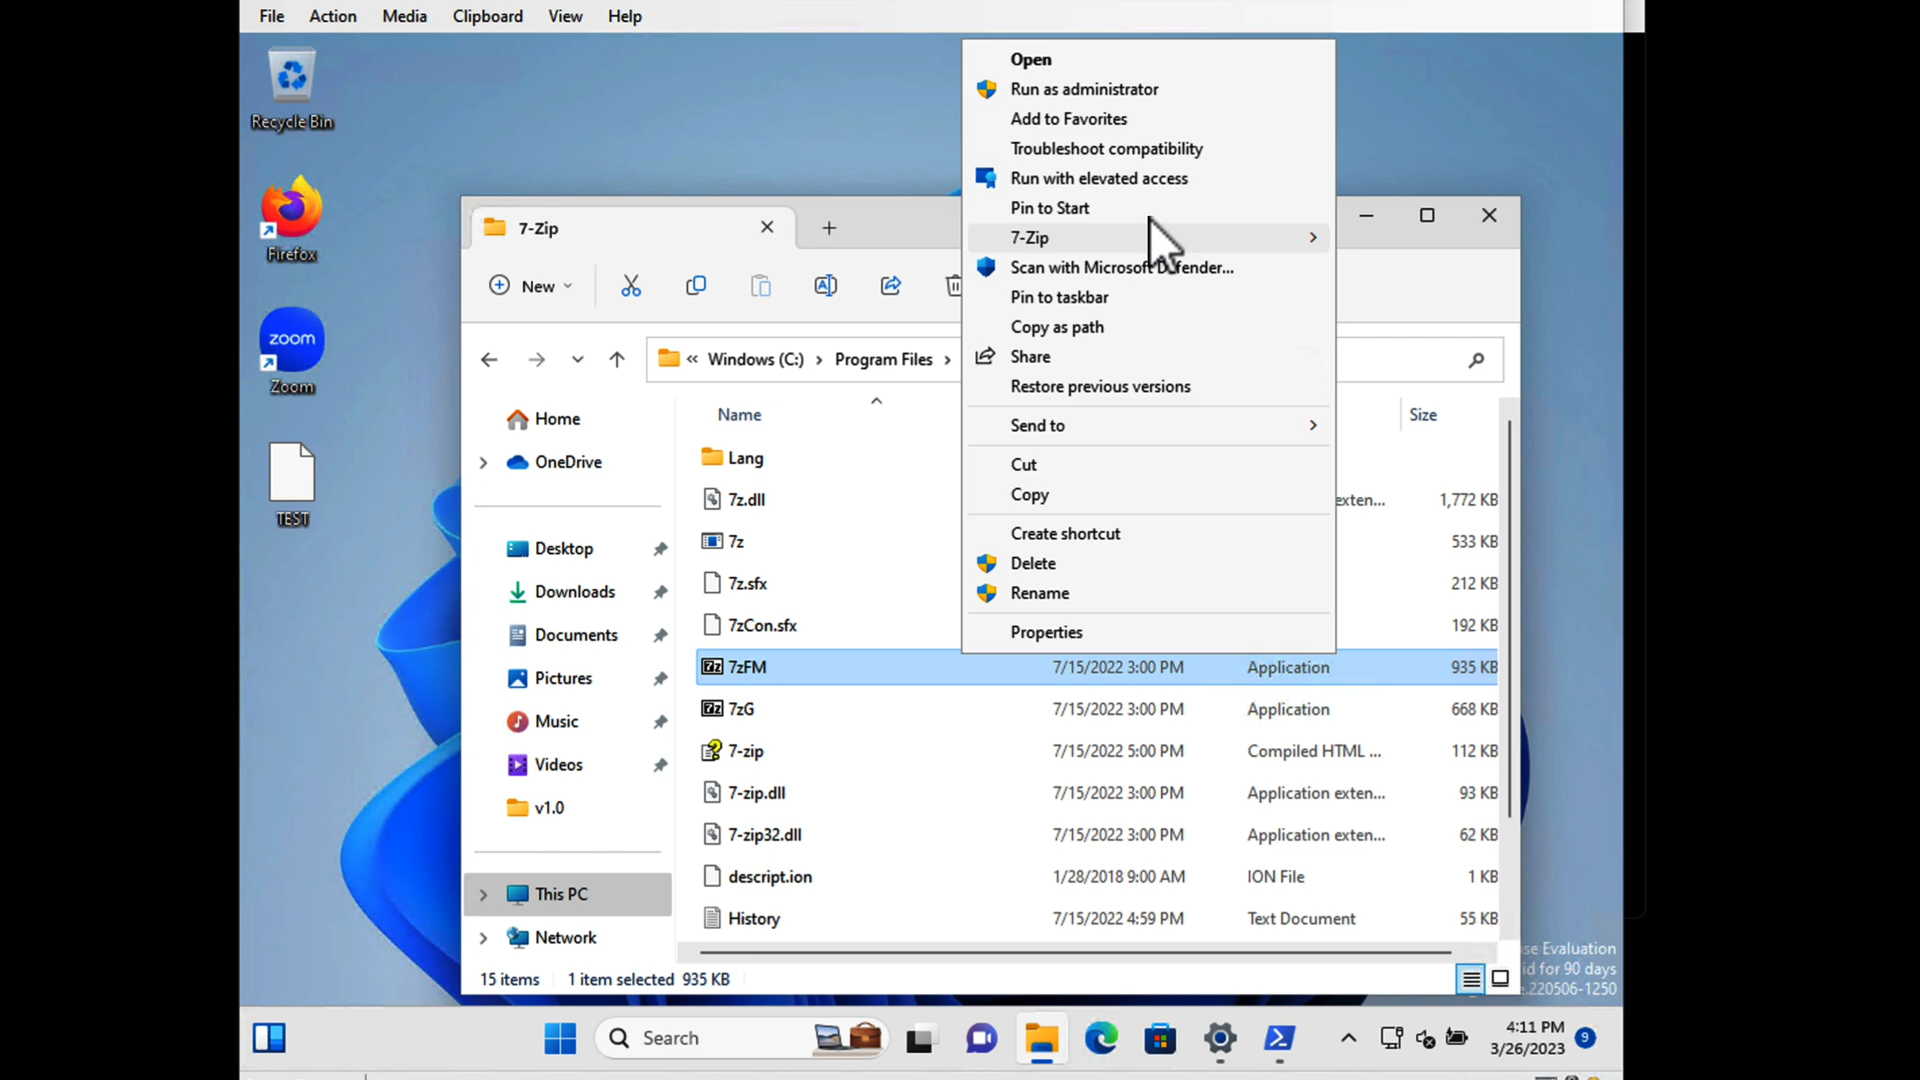 File Action Media Clipboard View Help
Recycle Bin
Firefox
zoom
Zoom
TEST
7-Zip
New
« Windows (C:) > Program Files >
Home
OneDrive
Desktop
Downloads
Documents
Pictures
Music
Videos
v1.0
This PC
Network
Name Size
Lang
7z.dll exten... 1,772 KB
7z 533 KB
7z.sfx 212 KB
7zCon.sfx 192 KB
7zFM 7/15/2022 3:00 PM Application 935 KB
7zG 7/15/2022 3:00 PM Application 668 KB
7-zip 7/15/2022 5:00 PM Compiled HTML ... 112 KB
7-zip.dll 7/15/2022 3:00 PM Application exten... 93 KB
7-zip32.dll 7/15/2022 3:00 PM Application exten... 62 KB
descript.ion 1/28/2018 9:00 AM ION File 1 KB
History 7/15/2022 4:59 PM Text Document 55 KB
15 items 1 item selected 935 KB
Open
Run as administrator
Add to Favorites
Troubleshoot compatibility
Run with elevated access
Pin to Start
7-Zip
Scan with Microsoft Defender...
Pin to taskbar
Copy as path
Share
Restore previous versions
Send to
Cut
Copy
Create shortcut
Delete
Rename
Properties
se Evaluation
id for 90 days
e.220506-1250
Search
4:11 PM
3/26/2023
9